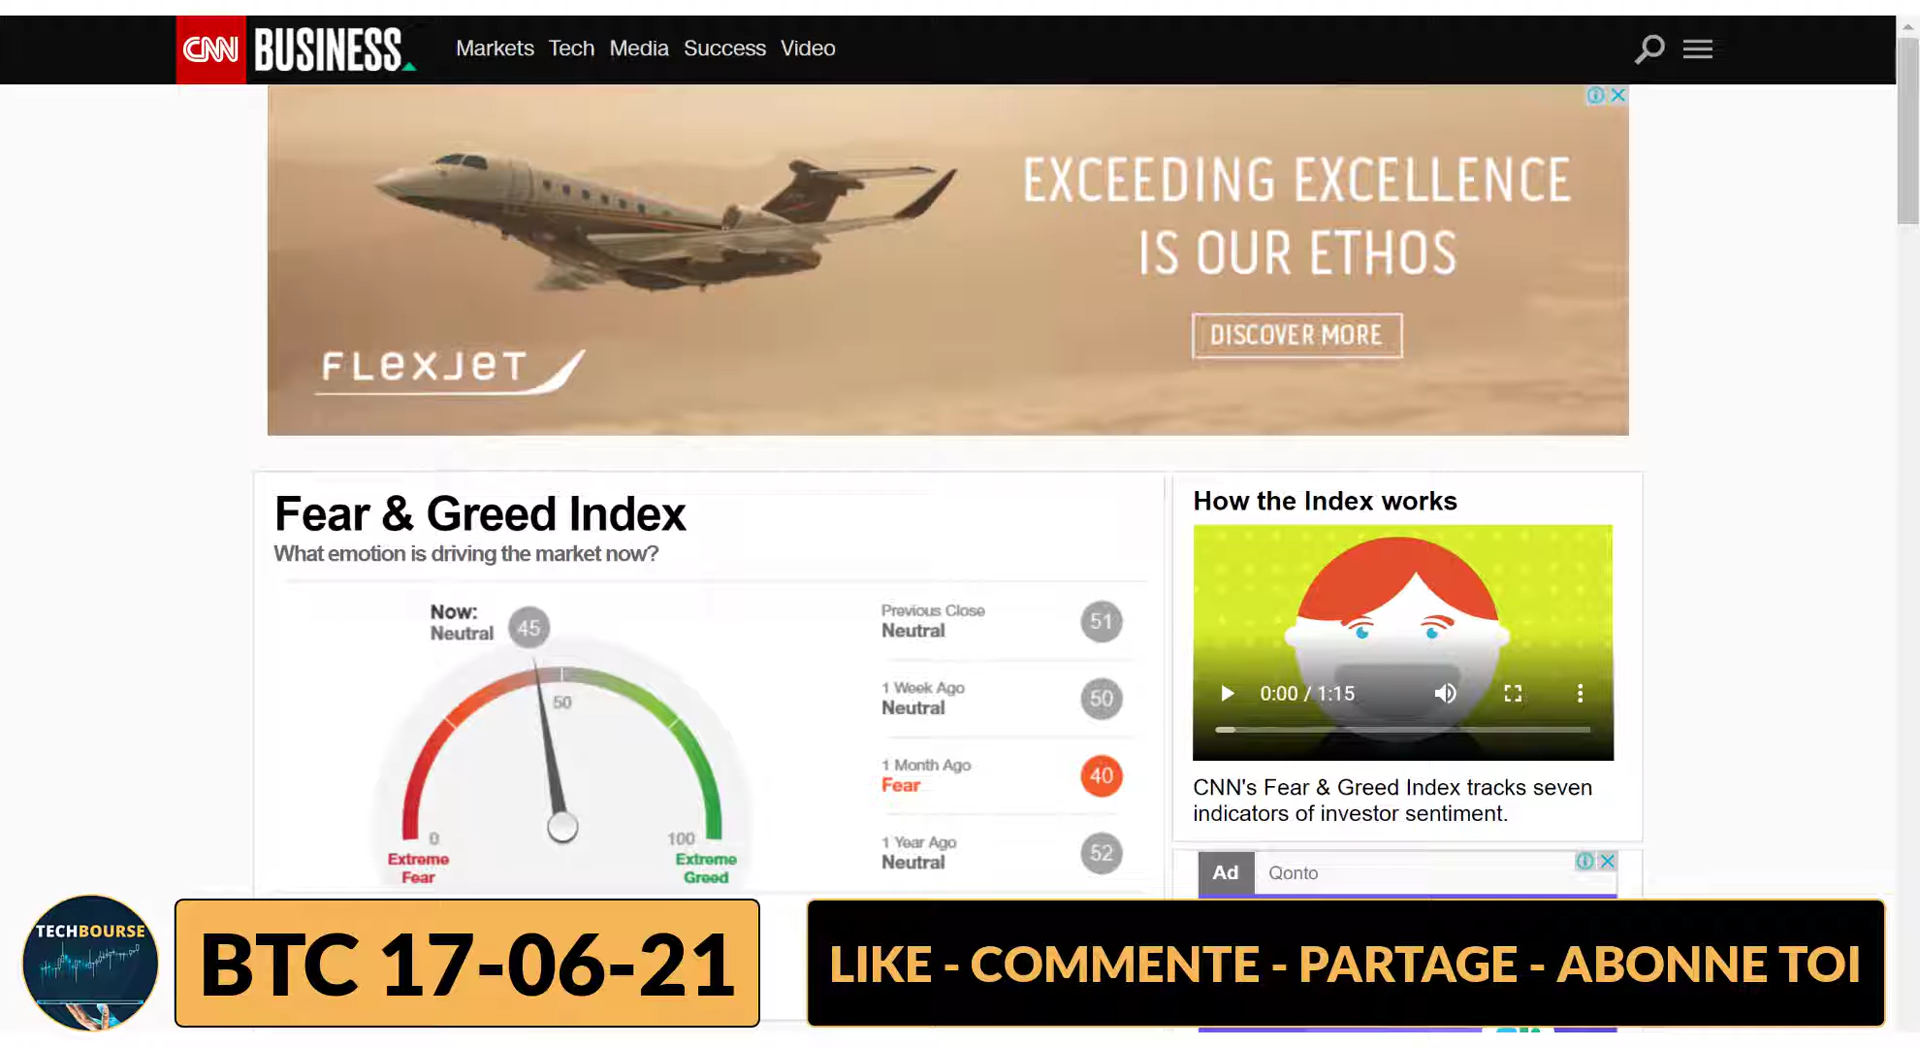 CNN BUSINESS Markets Tech Media Success Video
EXCEEDING EXCELLENCE
IS OUR ETHOS
DISCOVER MORE
FLEXJET
Fear & Greed Index
What emotion is driving the market now?
Now:
Neutral
45
50
0
100
Extreme
Fear
Extreme
Greed
Previous Close
Neutral
51
1 Week Ago
Neutral
50
1 Month Ago
Fear
40
1 Year Ago
Neutral
52
How the Index works
0:00 / 1:15
CNN's Fear & Greed Index tracks seven
indicators of investor sentiment.
Ad Qonto
TECHBOURSE
BTC 17-06-21
LIKE - COMMENTE - PARTAGE - ABONNE TOI